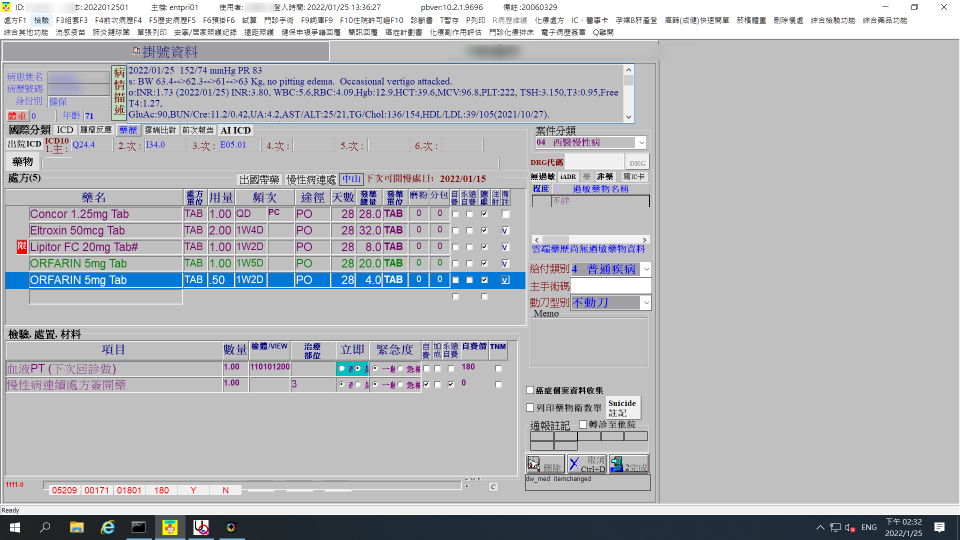 ID: 號: 2022012501 主機: entpri01 使用者: 登入時間: 2022/01/25 13:36:27 pbver:10.2.1.9696 備註:20060329
處方F1 檢驗 F3組套F3 F4前次病歷F4 F5歷史病歷F5 F6預掛F6 試算 門診手術 F9詞庫F9 F10住院許可證F10 診斷書 T暫存 P列印 R病歷維護 化療處方 IC、醫事卡 孕婦B肝產登 癌篩(成健)快速開單 菸檳醫重 刪除慢處 綜合檢驗功能 綜合藥品功能
綜合其他功能 流感疫苗 肺炎鏈球菌 單張列印 安寧/居家照護紀錄 遠距照護 健保申複爭議回覆 簡訊回覆 癌症計劃書 化療副作用評估 門診化療排床 電子病歷簽章 Q離開
掛號資料
病患姓名
病歷號碼
身份別 健保
體重 0 年齡 71
病情描述
2022/01/25 152/74 mmHg PR 83
s: BW 63.4-->62.3-->61-->63 Kg, no pitting edema. Occasional vertigo attacked.
o:INR:1.73 (2022/01/25) INR:3.80, WBC:5.6,RBC:4.09,Hgb:12.9,HCT:39.6,MCV:96.8,PLT:222, TSH:3.150,T3:0.95,Free
T4:1.27,
GluAc:90,BUN/Cre:11.2/0.42,UA:4.2,AST/ALT:25/21,TG/Chol:136/154,HDL/LDL:39/105(2021/10/27).
國際分類 ICD 腫瘤反應 藥歷 雲端比對 前次報告 AI ICD
出院ICD ICD10 1.主: Q24.4 2.次: I34.0 3.次: E05.01 4.次: 5.次: 6.次:
藥物
處方(5) 出國帶藥 慢性病連處 中山 下次可開慢處日: 2022/01/15
藥名 處方單位 用量 頻次 途徑 天數 發藥總量 發藥單位 磨粉 分包 自費 永遠自費 連處 注射 備註
Concor 1.25mg Tab TAB 1.00 QD PC PO 28 28.0 TAB 0 0
Eltroxin 50mcg Tab TAB 2.00 1W4D PO 28 32.0 TAB 0 0 V
限 Lipitor FC 20mg Tab# TAB 1.00 1W2D PO 28 8.0 TAB 0 0 V
ORFARIN 5mg Tab TAB 1.00 1W5D PO 28 20.0 TAB 0 0 V
ORFARIN 5mg Tab TAB .50 1W2D PO 28 4.0 TAB 0 0 V
檢驗, 處置, 材料
項目 數量 檢體/VIEW 治療部位 立即 緊急度 自費 加成 永遠自費 自費價 TNM
血液PT (下次回診做) 1.00 110101200 一般 急 180
慢性病連續處方簽開藥 1.00 3 一般 急 0
1111-0 05209 00171 01801 180 Y N C
案件分類
04 西醫慢性病
DRG代碼 DRG
無過敏 iADR 藥 非藥 寫IC卡
程度 過敏藥物名稱
不詳
雲端藥歷尚無過敏藥物資料
給付類別 4 普通疾病
主手術碼
動刀型別 不動刀
Memo
癌症個案資料收集
列印藥物衛教單 Suicide 註記
通報註記 轉診至他院
刪除 取消 Ctrl+D F12完成
dw_med itemchanged
Ready
ENG 下午 02:32
2022/1/25